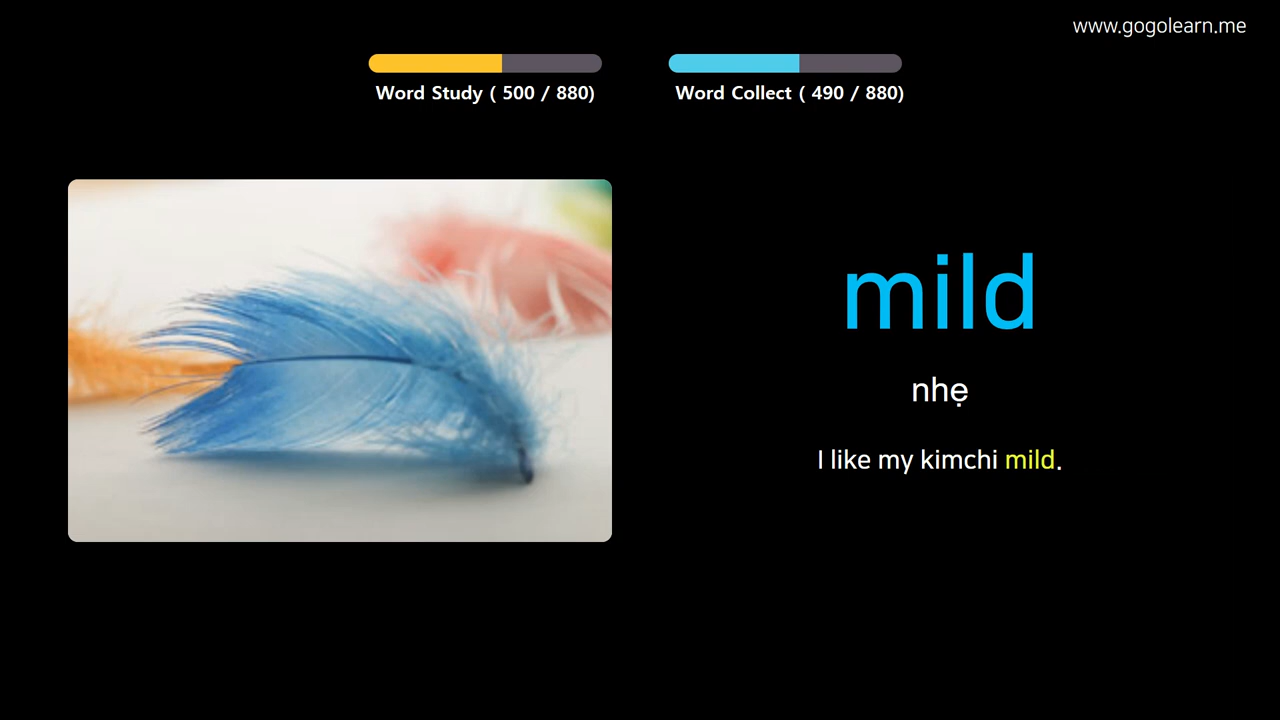 www.gogolearn.me
Word Study ( 500 / 880)
Word Collect ( 490 / 880)
mild
nhẹ
I like my kimchi mild.